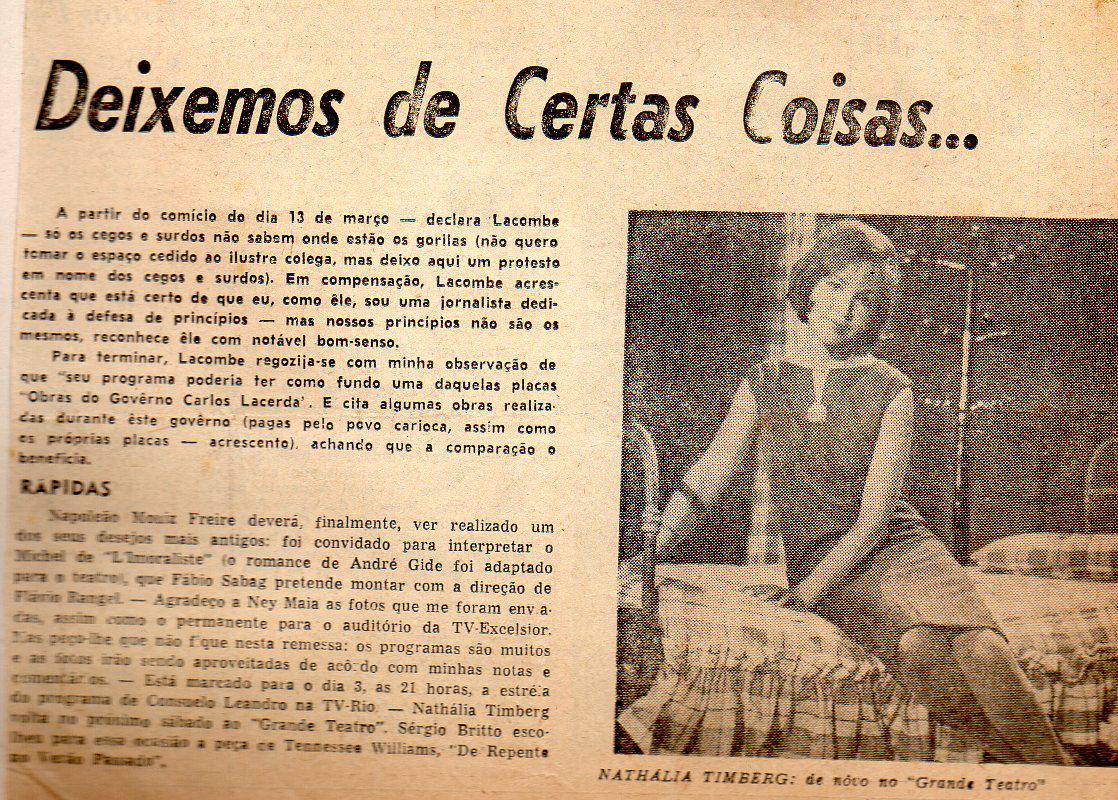 Deixemos de Certas Coisas...
A partir do comício do dia 13 de março — declara Lacombe
— só os cegos e surdos não sabem onde estão os gorilas (não quero
tomar o espaço cedido ao ilustre colega, mas deixo aqui um protesto
em nome dos cegos e surdos). Em compensação, Lacombe acres-
centa que está certo de que eu, como êle, sou uma jornalista dedi-
cada à defesa de princípios — mas nossos princípios não são os
mesmos, reconhece êle com notável bom-senso.
Para terminar, Lacombe regozija-se com minha observação de
que "seu programa poderia ter como fundo uma daquelas placas
"Obras do Govêrno Carlos Lacerda'. E cita algumas obras realiza-
das durante êste govêrno (pagas pelo povo carioca, assim como
as próprias placas — acrescento), achando que a comparação o
beneficia.
RÁPIDAS
Napoleão Moniz Freire deverá, finalmente, ver realizado um
dos seus desejos mais antigos: foi convidado para interpretar o
Michel de "L'Imoraliste" (o romance de André Gide foi adaptado
para o teatro), que Fábio Sabag pretende montar com a direção de
Flávio Rangel. — Agradeço a Ney Maia as fotos que me foram env a-
das, assim como o permanente para o auditório da TV-Excelsior.
Mas peço-lhe que não f'que nesta remessa: os programas são muitos
e as fotos irão sendo aproveitadas de acôrdo com minhas notas e
comentários. — Está marcado para o dia 3, as 21 horas, a estréia
do programa de Consuelo Leandro na TV-Rio. — Nathália Timberg
volta no próximo sábado ao "Grande Teatro". Sérgio Britto esco-
lheu para essa ocasião a peça de Tennessee Williams, "De Repente
no Verão Passado".
NATHÁLIA TIMBERG: de nôvo no "Grande Teatro"